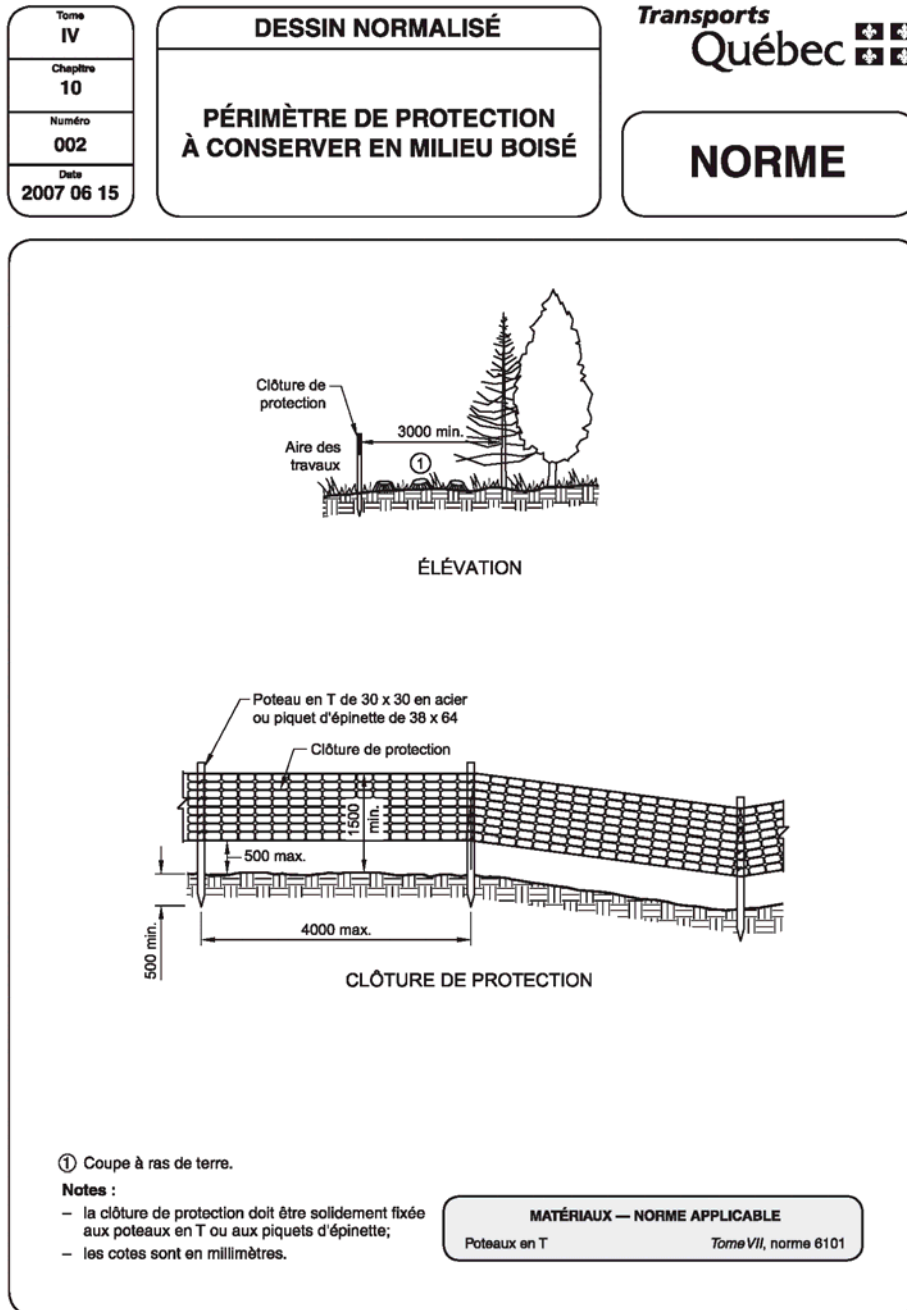 Tome
IV
Chapitre
10
Numéro
002
Date
2007 06 15
DESSIN NORMALISÉ
PÉRIMÈTRE DE PROTECTION
À CONSERVER EN MILIEU BOISÉ
Transports
Québec
NORME
Clôture de
protection
3000 min.
Aire des
travaux
1
ÉLÉVATION
Poteau en T de 30 x 30 en acier
ou piquet d'épinette de 38 x 64
Clôture de protection
1500
min.
500 max.
500 min.
4000 max.
CLÔTURE DE PROTECTION
1 Coupe à ras de terre.
Notes :
– la clôture de protection doit être solidement fixée
aux poteaux en T ou aux piquets d'épinette;
– les cotes sont en millimètres.
MATÉRIAUX — NORME APPLICABLE
Poteaux en T Tome VII, norme 6101